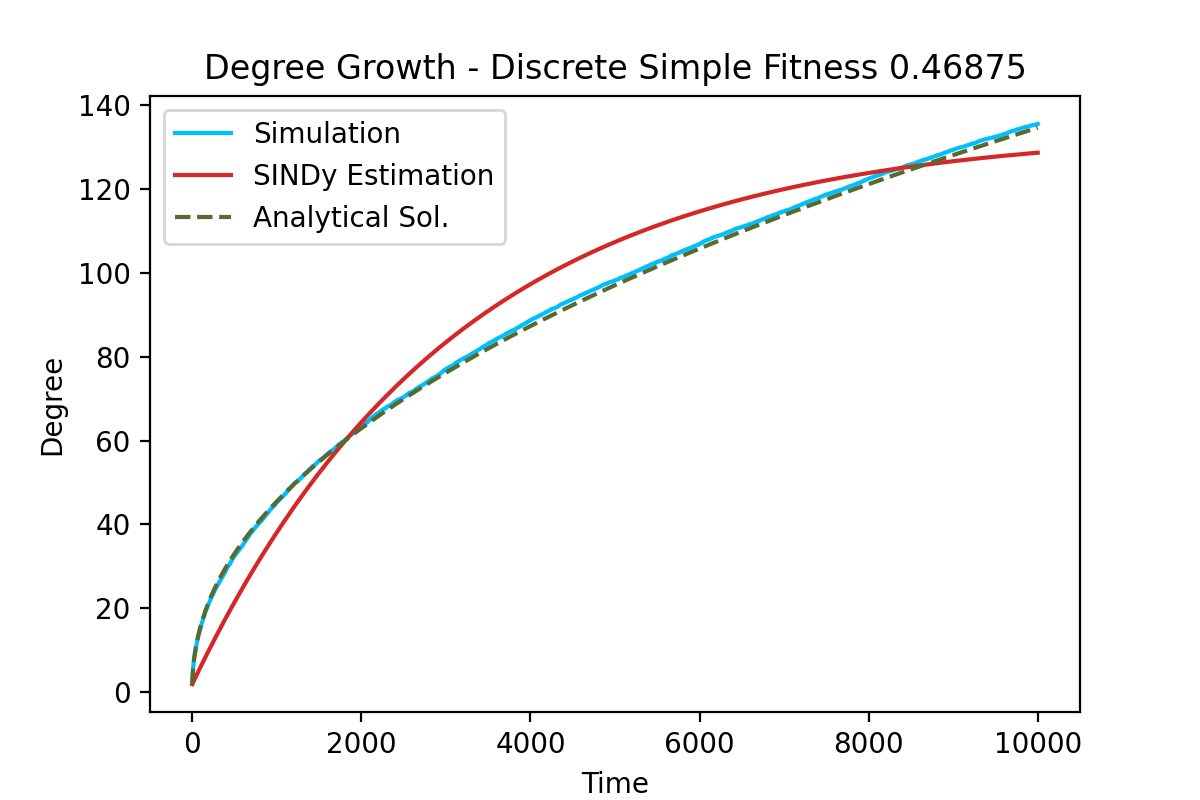 Degree Growth - Discrete Simple Fitness 0.46875
140
120
100
80
60
40
20
0
Degree
Simulation
SINDy Estimation
Analytical Sol.
0 2000 4000 6000 8000 10000
Time